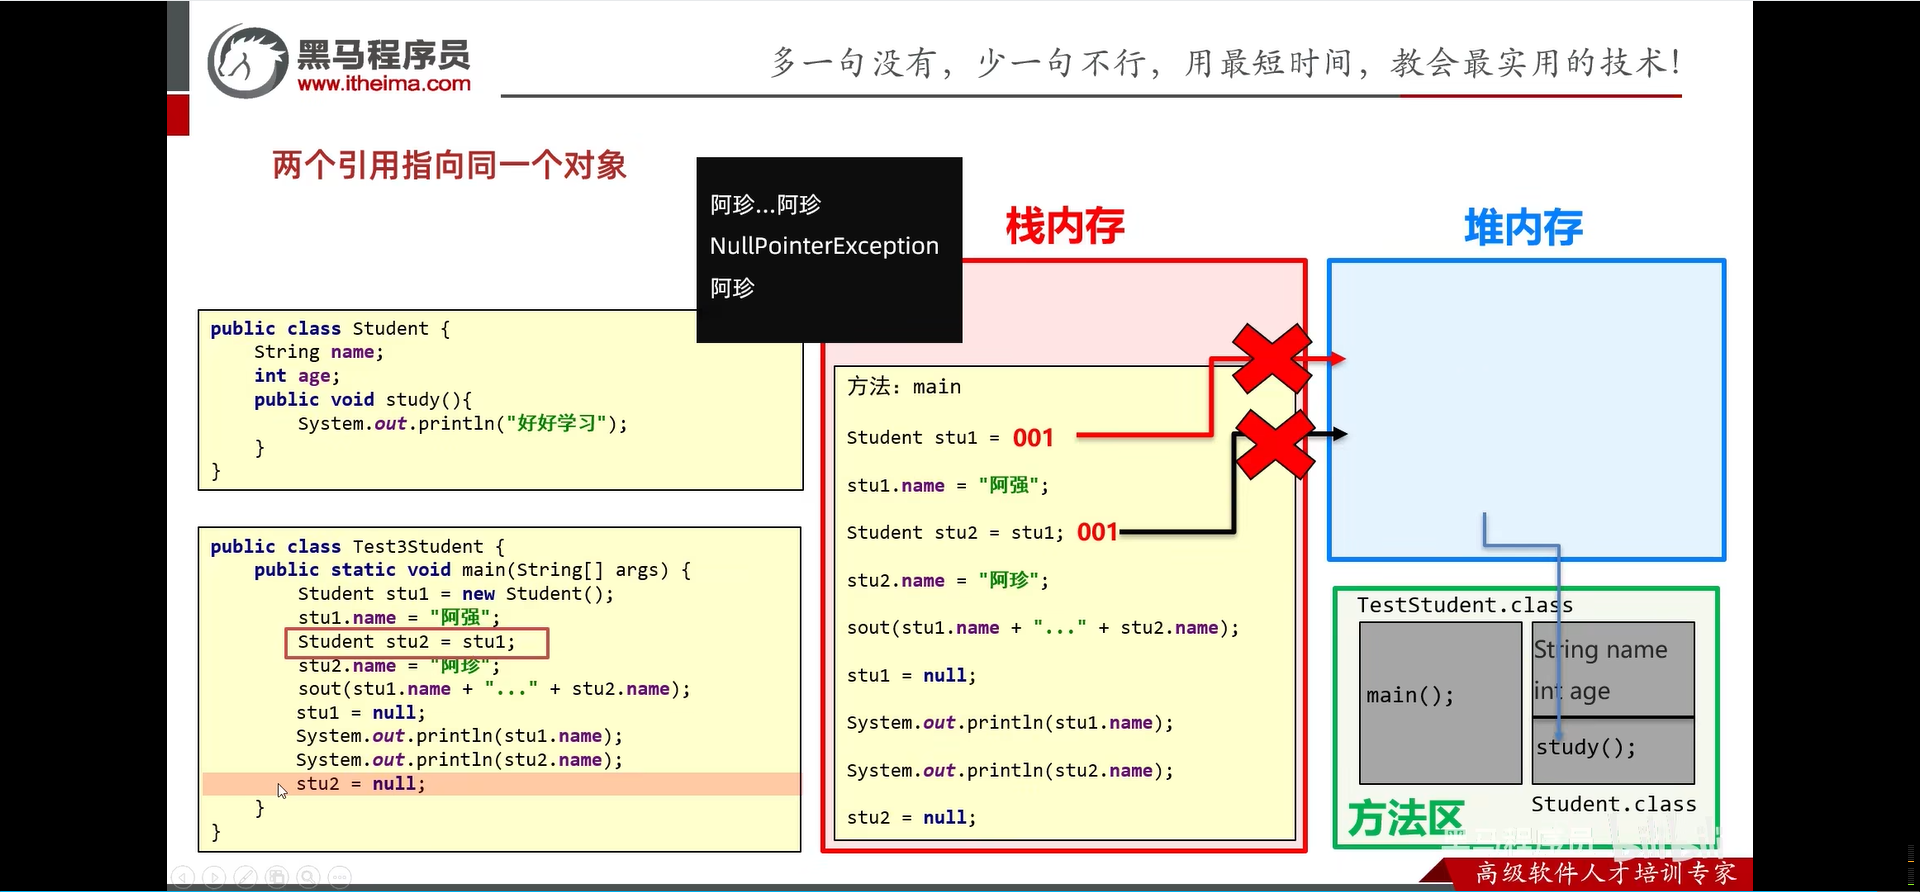 黑马程序员
www.itheima.com
多一句没有，少一句不行，用最短时间，教会最实用的技术！
两个引用指向同一个对象
阿珍...阿珍
NullPointerException
阿珍
栈内存
堆内存
public class Student {
String name;
int age;
public void study(){
System.out.println("好好学习");
}
}
public class Test3Student {
public static void main(String[] args) {
Student stu1 = new Student();
stu1.name = "阿强";
Student stu2 = stu1;
stu2.name = "阿珍";
sout(stu1.name + "..." + stu2.name);
stu1 = null;
System.out.println(stu1.name);
System.out.println(stu2.name);
stu2 = null;
}
}
方法：main
Student stu1 = 001
stu1.name = "阿强";
Student stu2 = stu1; 001
stu2.name = "阿珍";
sout(stu1.name + "..." + stu2.name);
stu1 = null;
System.out.println(stu1.name);
System.out.println(stu2.name);
stu2 = null;
TestStudent.class
main();
String name
int age
study();
Student.class
方法区
黑马程序员
bilibili
高级软件人才培训专家